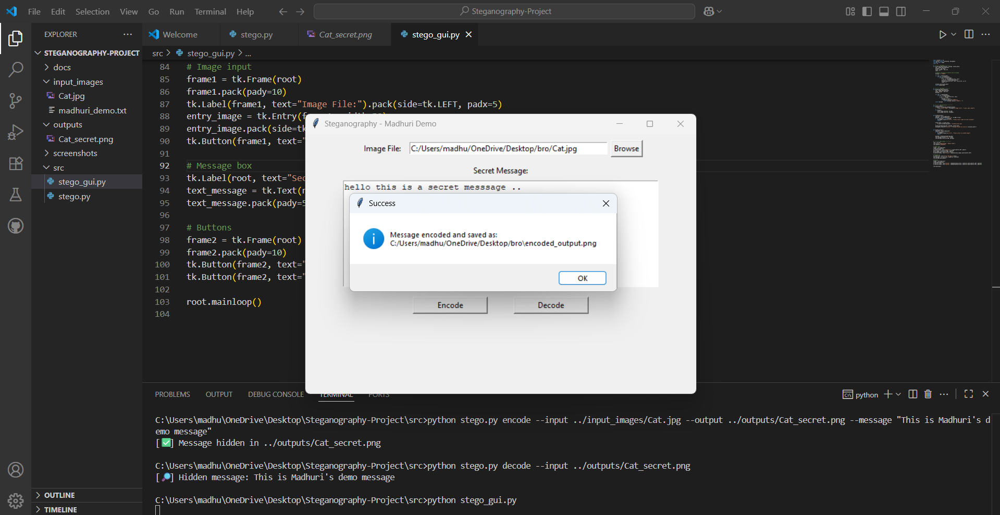 File Edit Selection View Go Run Terminal Help
Steganography-Project
EXPLORER
STEGANOGRAPHY-PROJECT
docs
input_images
Cat.jpg
madhuri_demo.txt
outputs
Cat_secret.png
screenshots
src
stego_gui.py
stego.py
OUTLINE
TIMELINE
Welcome
stego.py
Cat_secret.png
stego_gui.py
src > stego_gui.py > ...
84 # Image input
85 frame1 = tk.Frame(root)
86 frame1.pack(pady=10)
87 tk.Label(frame1, text="Image File:").pack(side=tk.LEFT, padx=5)
88 entry_image = tk.Entry(
89 entry_image.pack(side=tk
90 tk.Button(frame1, text="
91
92 # Message box
93 tk.Label(root, text="Sec
94 text_message = tk.Text(
95 text_message.pack(pady=5
96
97 # Buttons
98 frame2 = tk.Frame(root)
99 frame2.pack(pady=10)
100 tk.Button(frame2, text="
101 tk.Button(frame2, text="
102
103 root.mainloop()
104
Steganography - Madhuri Demo
Image File: C:/Users/madhu/OneDrive/Desktop/bro/Cat.jpg Browse
Secret Message:
hello this is a secret messsage ..
Success
Message encoded and saved as:
C:/Users/madhu/OneDrive/Desktop/bro\encoded_output.png
OK
Encode Decode
PROBLEMS OUTPUT DEBUG CONSOLE TERMINAL PORTS
python
C:\Users\madhu\OneDrive\Desktop\Steganography-Project\src>python stego.py encode --input ../input_images/Cat.jpg --output ../outputs/Cat_secret.png --message "This is Madhuri's d
emo message"
[✅] Message hidden in ../outputs/Cat_secret.png
C:\Users\madhu\OneDrive\Desktop\Steganography-Project\src>python stego.py decode --input ../outputs/Cat_secret.png
[🔎] Hidden message: This is Madhuri's demo message
C:\Users\madhu\OneDrive\Desktop\Steganography-Project\src>python stego_gui.py